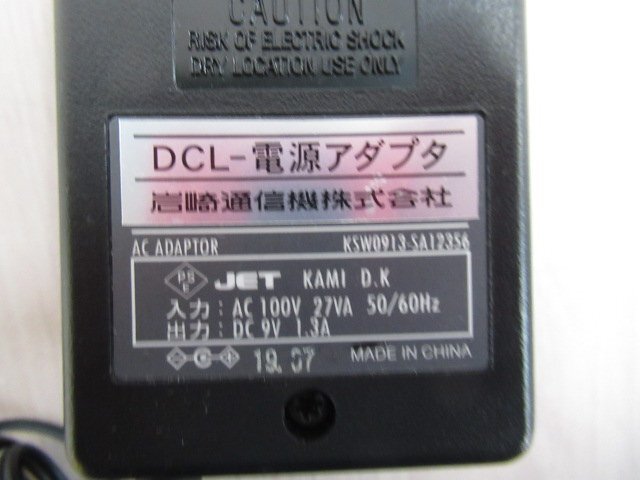 CAUTION
RISK OF ELECTRIC SHOCK
DRY LOCATION USE ONLY
DCL-電源アダプタ
岩崎通信機株式会社
AC ADAPTOR KSW0913-SA12356
PS E JET KAMI D.K
入力: AC 100V 27VA 50/60Hz
出力: DC 9V 1.3A
19.07 MADE IN CHINA